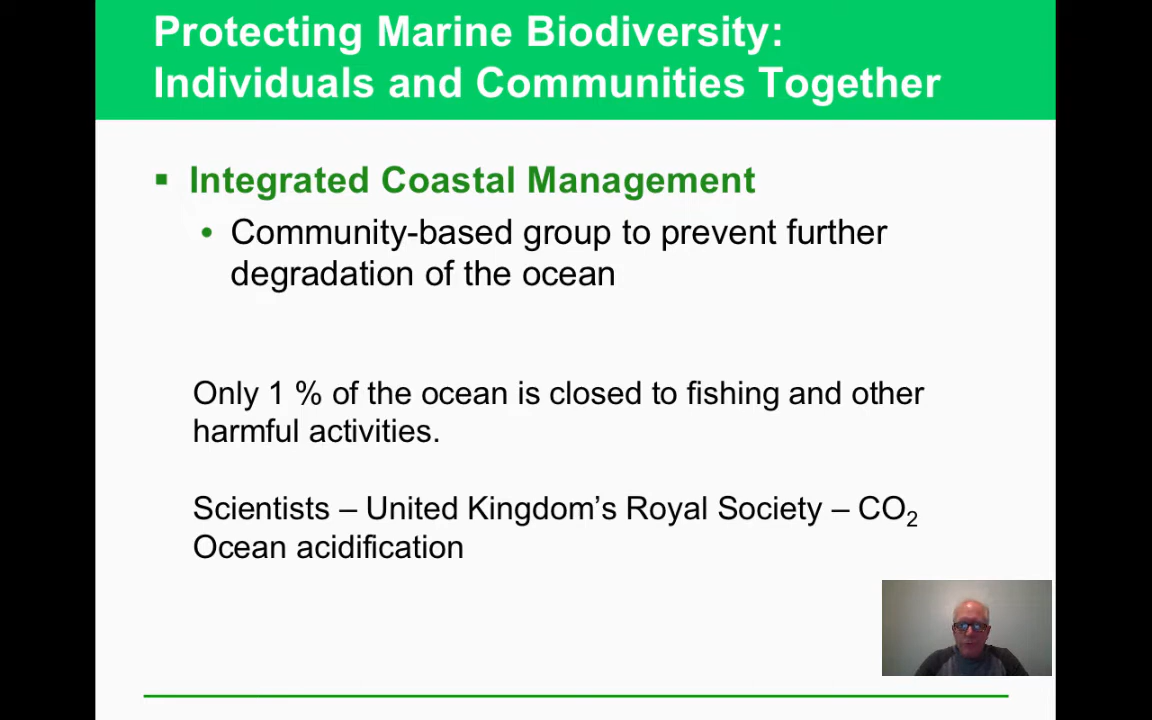 Protecting Marine Biodiversity:
Individuals and Communities Together
▪ Integrated Coastal Management
• Community-based group to prevent further
degradation of the ocean
Only 1 % of the ocean is closed to fishing and other
harmful activities.
Scientists – United Kingdom’s Royal Society – CO₂
Ocean acidification